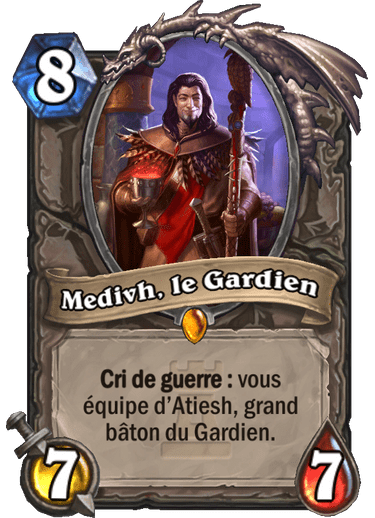 8
Medivh, le Gardien
Cri de guerre : vous
équipe d'Atiesh, grand
bâton du Gardien.
7
7